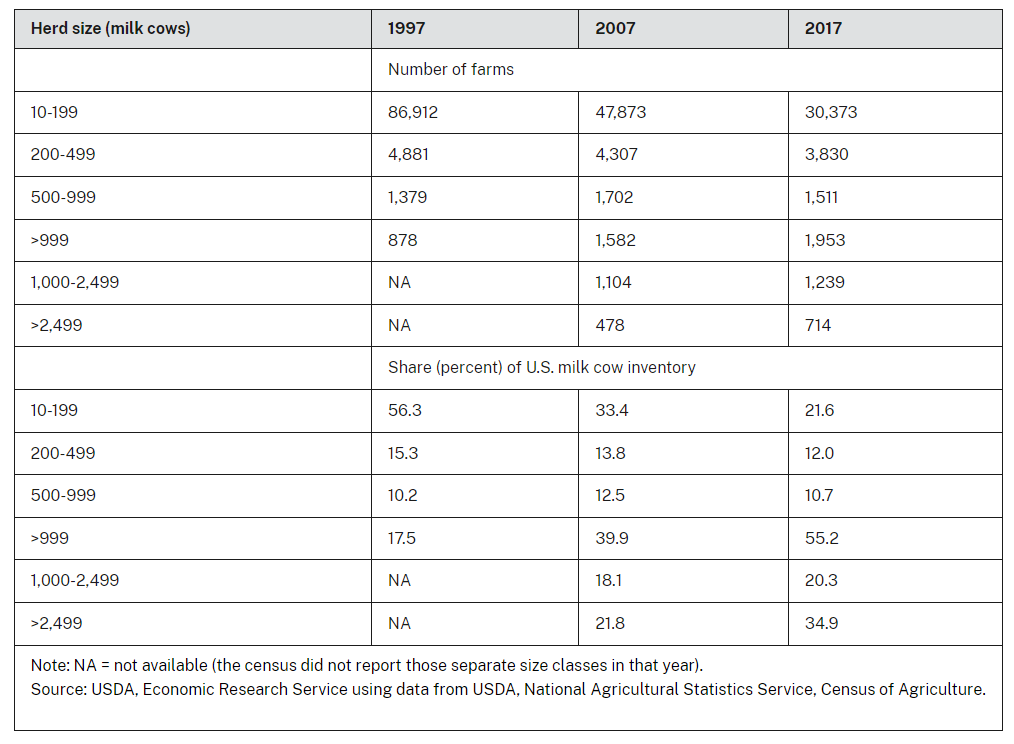 Herd size (milk cows) 1997 2007 2017
Number of farms
10-199 86,912 47,873 30,373
200-499 4,881 4,307 3,830
500-999 1,379 1,702 1,511
>999 878 1,582 1,953
1,000-2,499 NA 1,104 1,239
>2,499 NA 478 714
Share (percent) of U.S. milk cow inventory
10-199 56.3 33.4 21.6
200-499 15.3 13.8 12.0
500-999 10.2 12.5 10.7
>999 17.5 39.9 55.2
1,000-2,499 NA 18.1 20.3
>2,499 NA 21.8 34.9
Note: NA = not available (the census did not report those separate size classes in that year).
Source: USDA, Economic Research Service using data from USDA, National Agricultural Statistics Service, Census of Agriculture.